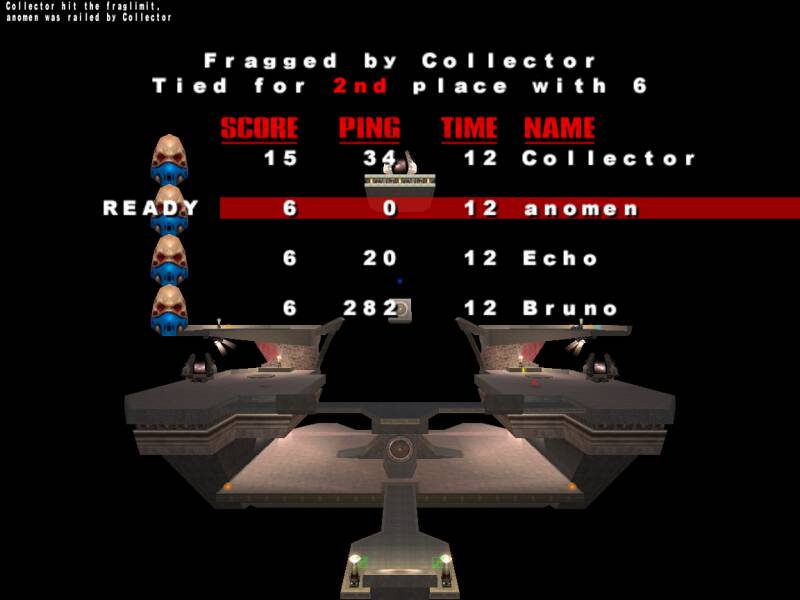 Collector hit the fraglimit.
anomen was railed by Collector
Fragged by Collector
Tied for 2nd place with 6
SCORE PING TIME NAME
15 34 12 Collector
READY 6 0 12 anomen
6 20 12 Echo
6 282 12 Bruno